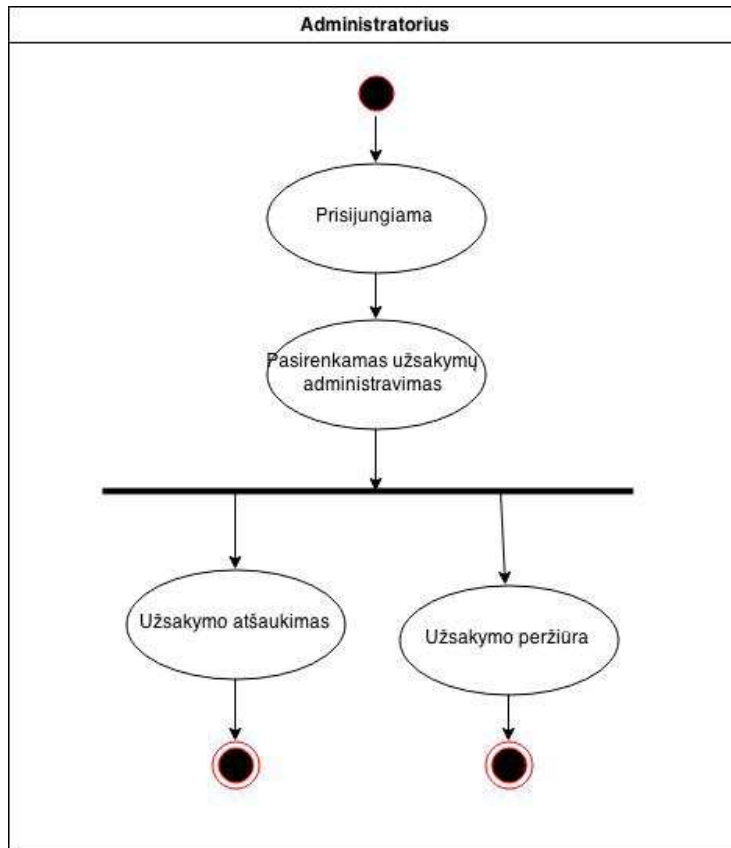 Administratorius
Prisijungiama
Pasirenkamas užsakymų
administravimas
Užsakymo atšaukimas
Užsakymo peržiūra